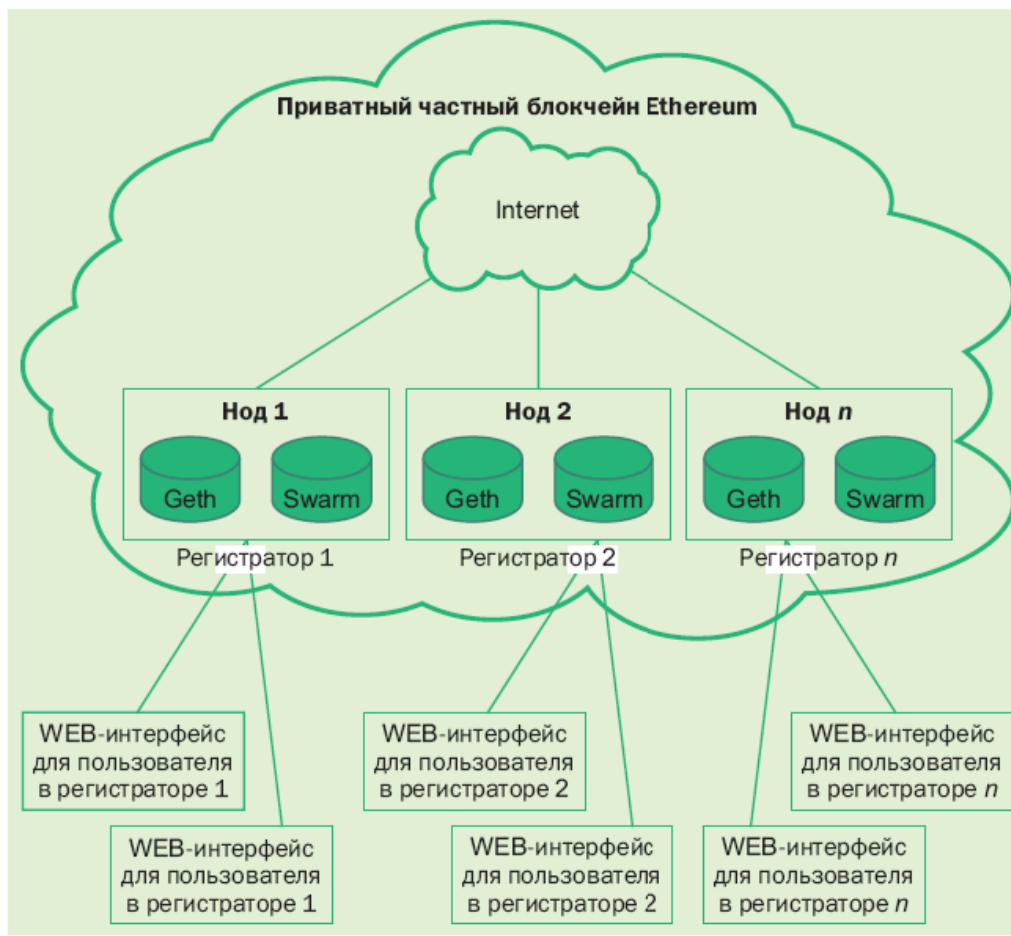 Приватный частный блокчейн Ethereum
Internet
Нод 1
Geth
Swarm
Регистратор 1
Нод 2
Geth
Swarm
Регистратор 2
Нод n
Geth
Swarm
Регистратор n
WEB-интерфейс
для пользователя
в регистраторе 1
WEB-интерфейс
для пользователя
в регистраторе 1
WEB-интерфейс
для пользователя
в регистраторе 2
WEB-интерфейс
для пользователя
в регистраторе 2
WEB-интерфейс
для пользователя
в регистраторе n
WEB-интерфейс
для пользователя
в регистраторе n